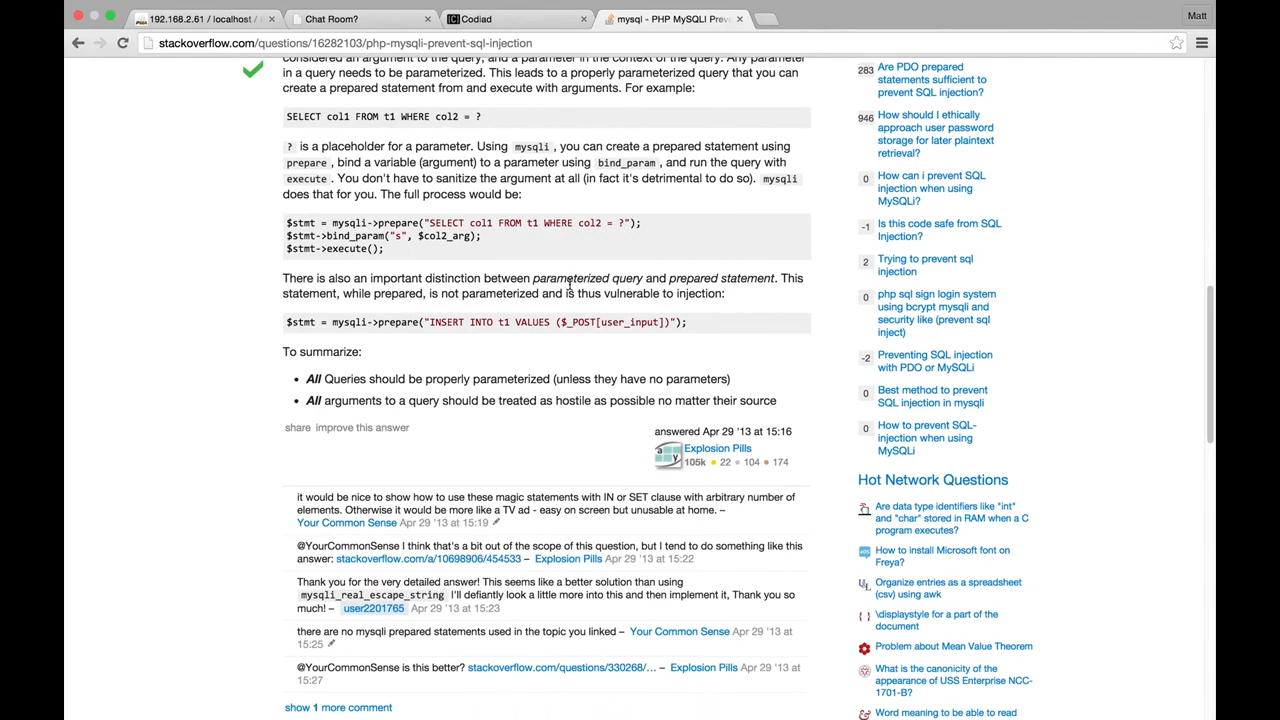 192.168.2.61 / localhost /
Chat Room?
Codiad
mysql - PHP MySQLI Prev
Matt
stackoverflow.com/questions/16282103/php-mysqli-prevent-sql-injection
considered an argument to the query, and a parameter in the context of the query. Any parameter
in a query needs to be parameterized. This leads to a properly parameterized query that you can
create a prepared statement from and execute with arguments. For example:
SELECT col1 FROM t1 WHERE col2 = ?
? is a placeholder for a parameter. Using mysqli, you can create a prepared statement using
prepare, bind a variable (argument) to a parameter using bind_param, and run the query with
execute. You don't have to sanitize the argument at all (in fact it's detrimental to do so). mysqli
does that for you. The full process would be:
$stmt = mysqli->prepare("SELECT col1 FROM t1 WHERE col2 = ?");
$stmt->bind_param("s", $col2_arg);
$stmt->execute();
There is also an important distinction between parameterized query and prepared statement. This
statement, while prepared, is not parameterized and is thus vulnerable to injection:
$stmt = mysqli->prepare("INSERT INTO t1 VALUES ($_POST[user_input])");
To summarize:
• All Queries should be properly parameterized (unless they have no parameters)
• All arguments to a query should be treated as hostile as possible no matter their source
share improve this answer
answered Apr 29 '13 at 15:16
Explosion Pills
105k 22 104 174
it would be nice to show how to use these magic statements with IN or SET clause with arbitrary number of
elements. Otherwise it would be more like a TV ad - easy on screen but unusable at home. –
Your Common Sense Apr 29 '13 at 15:19
@YourCommonSense I think that's a bit out of the scope of this question, but I tend to do something like this
answer: stackoverflow.com/a/10698906/454533 – Explosion Pills Apr 29 '13 at 15:22
Thank you for the very detailed answer! This seems like a better solution than using
mysqli_real_escape_string I'll defiantly look a little more into this and then implement it, Thank you so
much! – user2201765 Apr 29 '13 at 15:23
there are no mysqli prepared statements used in the topic you linked – Your Common Sense Apr 29 '13 at
15:25
@YourCommonSense is this better? stackoverflow.com/questions/330268/… – Explosion Pills Apr 29 '13 at
15:27
show 1 more comment
283 Are PDO prepared
statements sufficient to
prevent SQL injection?
946 How should I ethically
approach user password
storage for later plaintext
retrieval?
0 How can i prevent SQL
injection when using
MySQLi?
-1 Is this code safe from SQL
Injection?
2 Trying to prevent sql
injection
0 php sql sign login system
using bcrypt mysqli and
security like (prevent sql
inject)
-2 Preventing SQL injection
with PDO or MySQLi
0 Best method to prevent
SQL injection in mysqli
0 How to prevent SQL-
injection when using
MySQLi
Hot Network Questions
Are data type identifiers like "int"
and "char" stored in RAM when a C
program executes?
How to install Microsoft font on
Freya?
Organize entries as a spreadsheet
(csv) using awk
\displaystyle for a part of the
document
Problem about Mean Value Theorem
What is the canonicity of the
appearance of USS Enterprise NCC-
1701-B?
Word meaning to be able to read